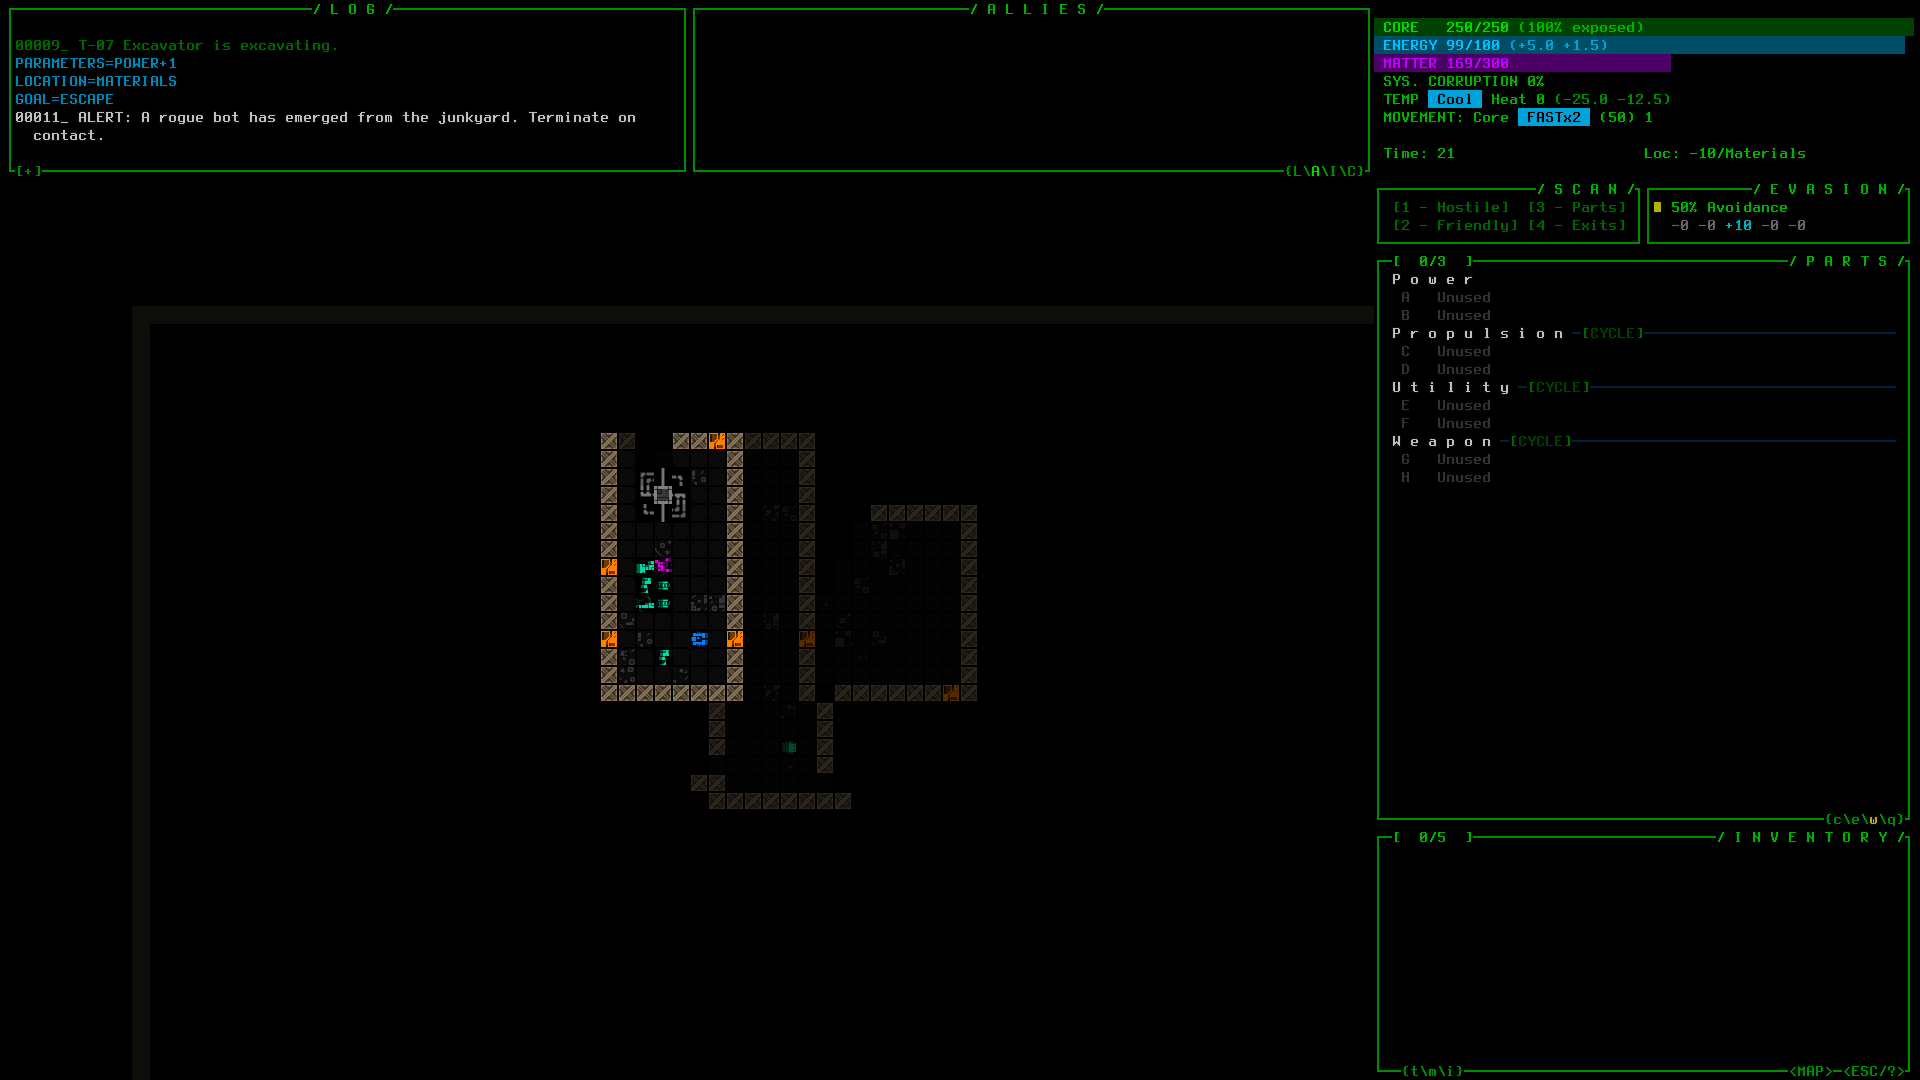 / L O G /
00009_ T-07 Excavator is excavating.
PARAMETERS=POWER+1
LOCATION=MATERIALS
GOAL=ESCAPE
00011_ ALERT: A rogue bot has emerged from the junkyard. Terminate on
contact.
[+]
/ A L L I E S /
{L\A\I\C}
CORE 250/250 (100% exposed)
ENERGY 99/100 (+5.0 +1.5)
MATTER 169/300
SYS. CORRUPTION 0%
TEMP Cool Heat 0 (-25.0 -12.5)
MOVEMENT: Core FASTx2 (50) 1
Time: 21 Loc: -10/Materials
/ S C A N /
[1 - Hostile] [3 - Parts]
[2 - Friendly] [4 - Exits]
/ E V A S I O N /
50% Avoidance
-0 -0 +10 -0 -0
[ 0/3 ] / P A R T S /
P o w e r
A Unused
B Unused
P r o p u l s i o n [CYCLE]
C Unused
D Unused
U t i l i t y [CYCLE]
E Unused
F Unused
W e a p o n [CYCLE]
G Unused
H Unused
{c\e\w\q}
[ 0/5 ] / I N V E N T O R Y /
{t\m\i} <MAP>-<ESC/?>